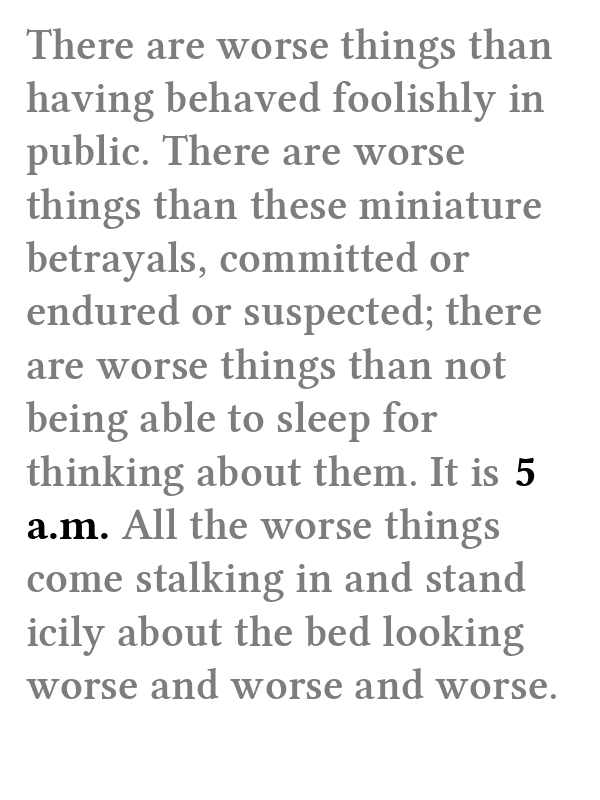 There are worse things than
having behaved foolishly in
public. There are worse
things than these miniature
betrayals, committed or
endured or suspected; there
are worse things than not
being able to sleep for
thinking about them. It is 5
a.m. All the worse things
come stalking in and stand
icily about the bed looking
worse and worse and worse.